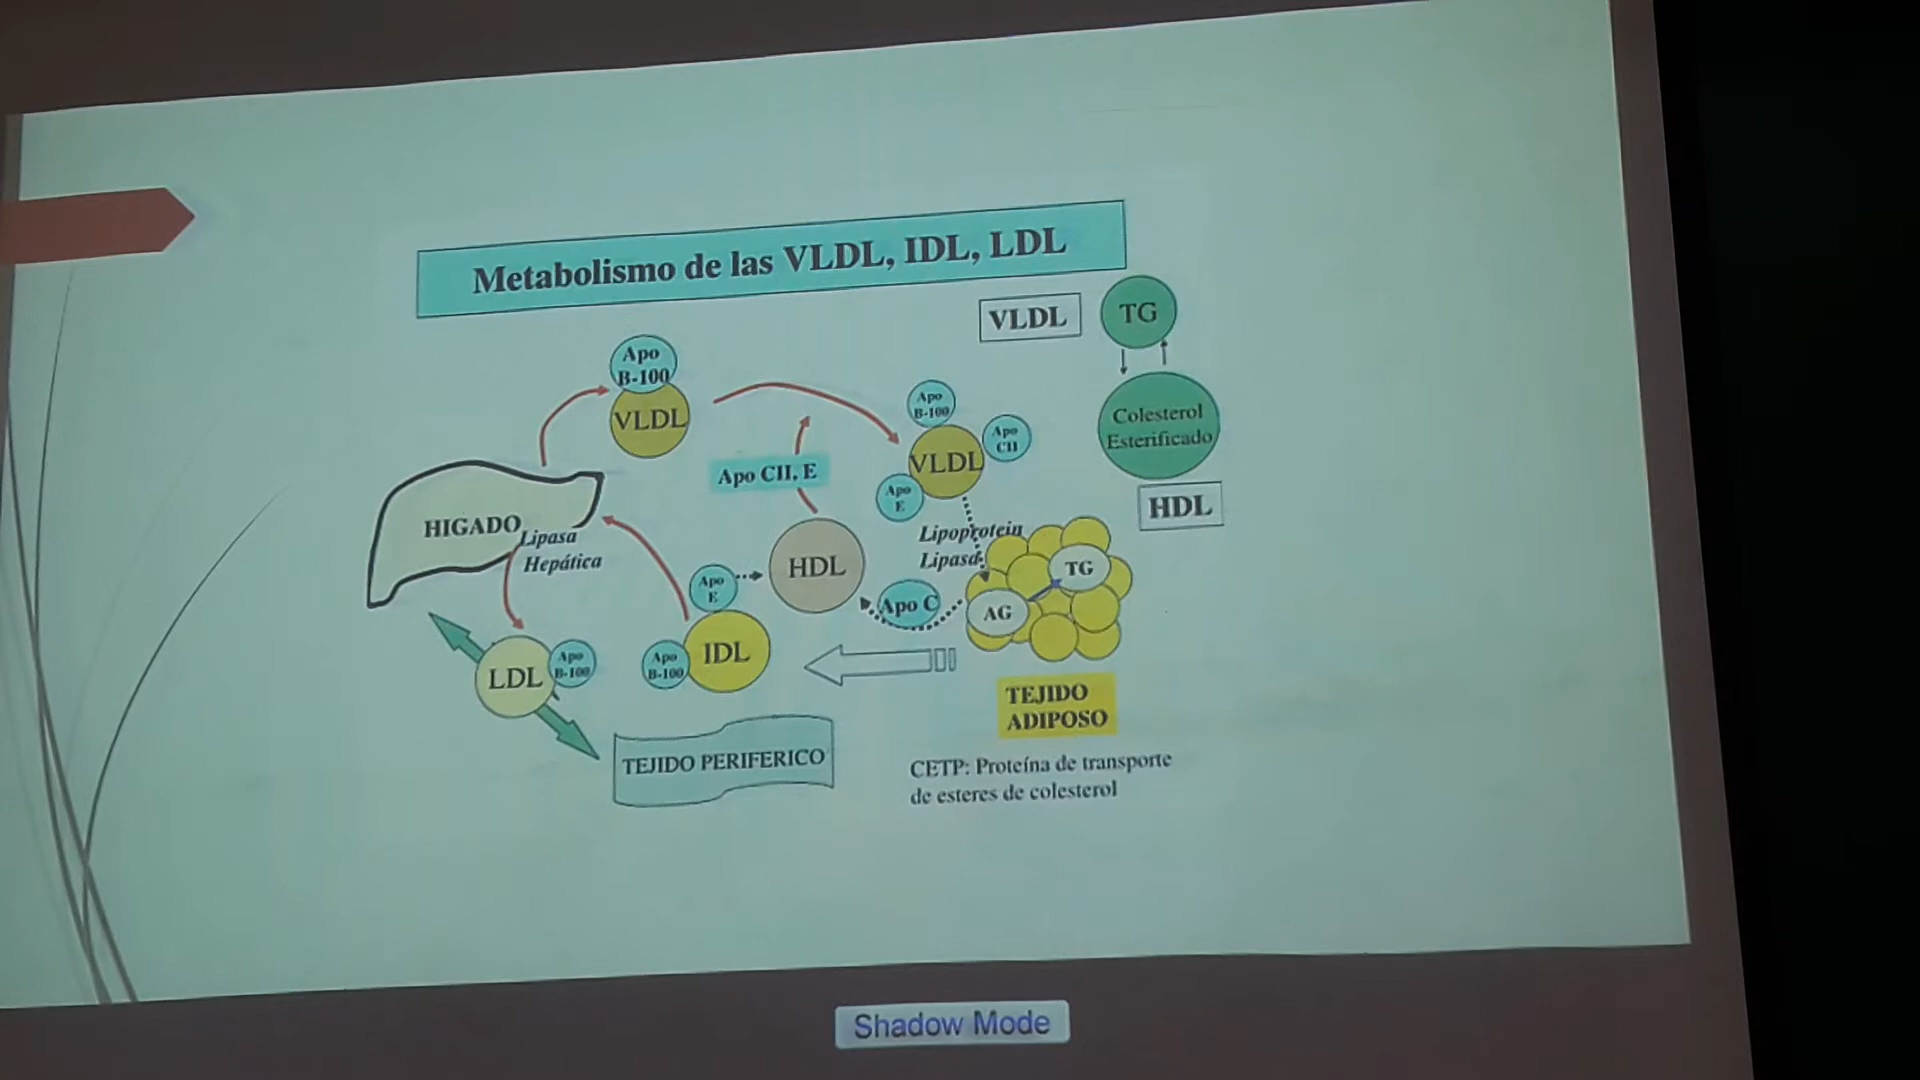 Metabolismo de las VLDL, IDL, LDL
VLDL
TG
Colesterol
Esterificado
HDL
Apo
B-100
VLDL
Apo CII, E
Apo
B-100
Apo
CII
VLDL
Apo
E
HIGADO
Lipasa
Hepática
Lipoprotein
Lipasa
HDL
Apo
E
Apo C
TG
AG
LDL
Apo
B-100
Apo
B-100
IDL
TEJIDO
ADIPOSO
TEJIDO PERIFERICO
CETP: Proteína de transporte
de esteres de colesterol
Shadow Mode